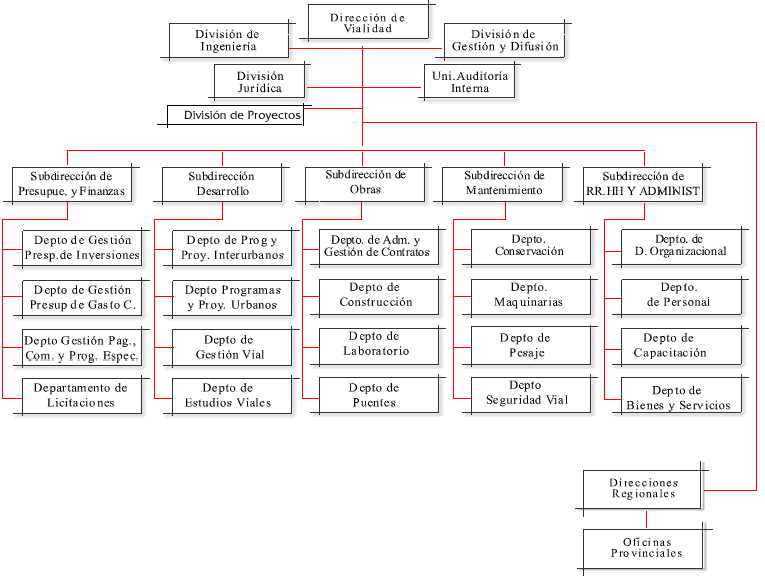 Dirección de
Vialidad
División de
Ingeniería
División de
Gestión y Difusión
División
Jurídica
Uni.Auditoría
Interna
División de Proyectos
Subdirección de
Presupue. y Finanzas
Subdirección
Desarrollo
Subdirección de
Obras
Subdirección de
Mantenimiento
Subdirección de
RR.HH Y ADMINIST
Depto de Gestión
Presp.de Inversiones
Depto de Prog y
Proy. Interurbanos
Depto. de Adm. y
Gestión de Contratos
Depto.
Conservación
Depto. de
D. Organizacional
Depto de Gestión
Presup de Gasto C.
Depto Programas
y Proy. Urbanos
Depto de
Construcción
Depto.
Maquinarias
Depto.
de Personal
Depto Gestión Pag.,
Com. y Prog. Espec.
Depto de
Gestión Vial
Depto de
Laboratorio
Depto de
Pesaje
Depto de
Capacitación
Departamento de
Licitaciones
Depto de
Estudios Viales
Depto de
Puentes
Depto
Seguridad Vial
Depto de
Bienes y Servicios
Direcciones
Regionales
Oficinas
Provinciales